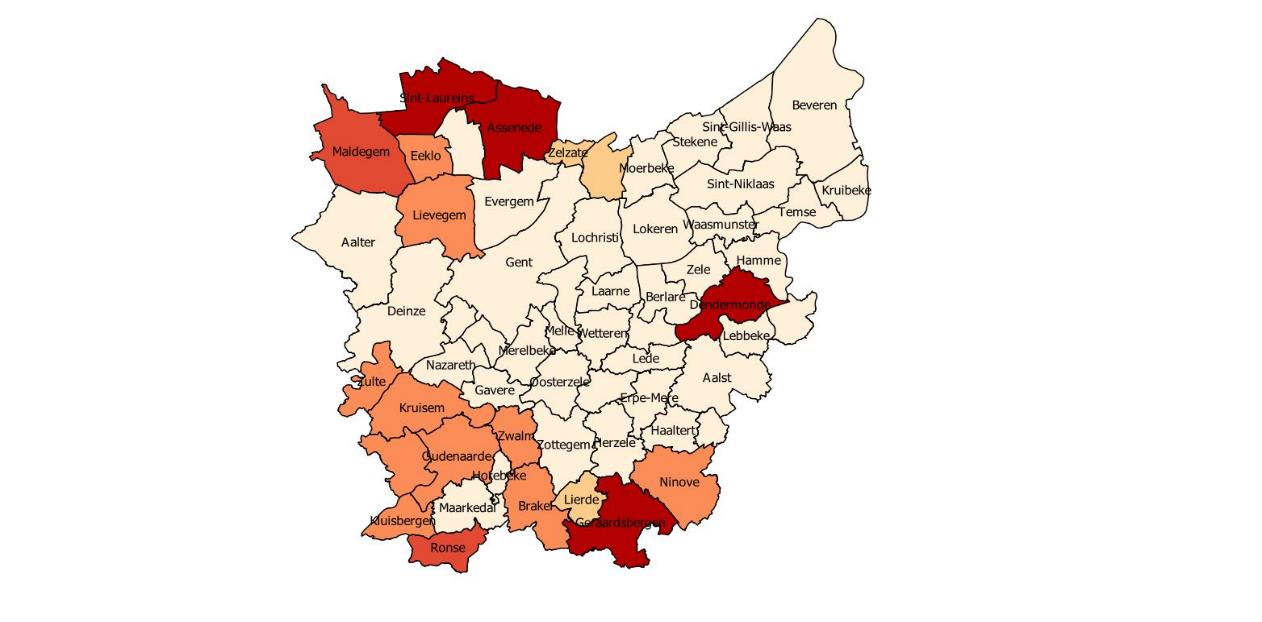 Sint-Laureins
Beveren
Assenede
Sint-Gillis-Waas
Stekene
Maldegem
Eeklo
Zelzate
Moerbeke
Sint-Niklaas
Kruibeke
Evergem
Lievegem
Temse
Waasmunster
Lokeren
Lochristi
Aalter
Gent
Hamme
Zele
Laarne
Berlare
Dendermonde
Deinze
Melle
Wetteren
Lebbeke
Merelbeke
Lede
Nazareth
Aalst
Zulte
Oosterzele
Gavere
Erpe-Mere
Kruisem
Haaltert
Zwalm
Zottegem
Herzele
Oudenaarde
Horebeke
Ninove
Lierde
Brakel
Maarkedal
Kluisbergen
Geraardsbergen
Ronse